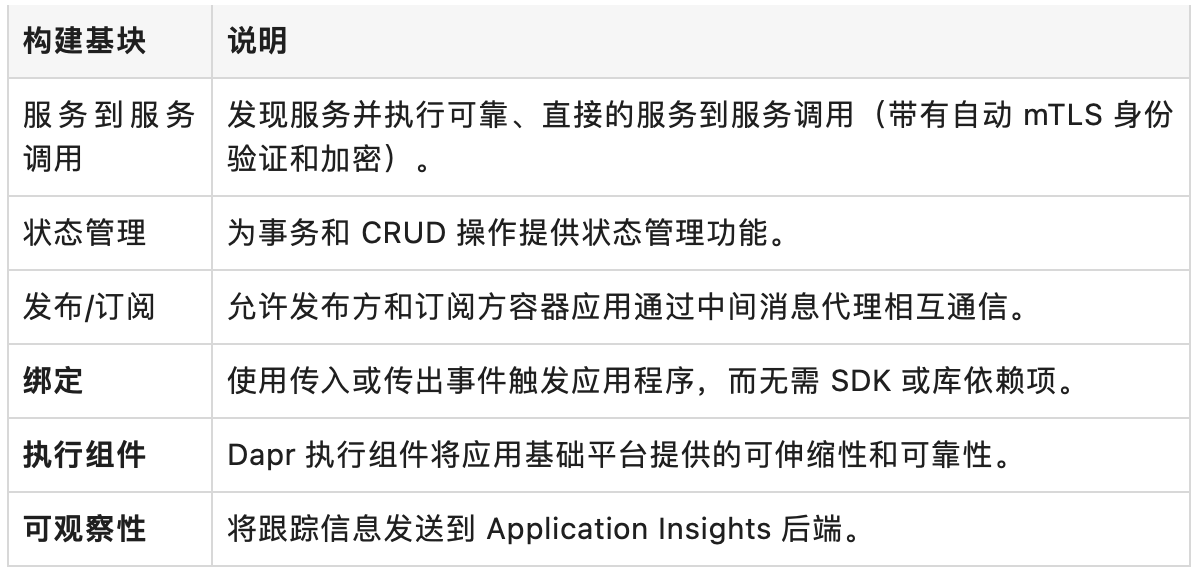 构建基块
说明
服务到服务
调用
发现服务并执行可靠、直接的服务到服务调用（带有自动 mTLS 身份
验证和加密）。
状态管理
为事务和 CRUD 操作提供状态管理功能。
发布/订阅
允许发布方和订阅方容器应用通过中间消息代理相互通信。
绑定
使用传入或传出事件触发应用程序，而无需 SDK 或库依赖项。
执行组件
Dapr 执行组件将应用基础平台提供的可伸缩性和可靠性。
可观察性
将跟踪信息发送到 Application Insights 后端。